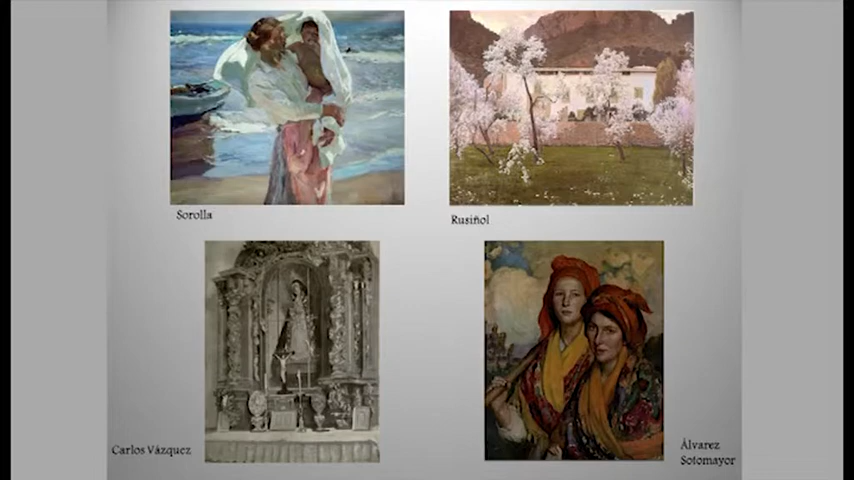 Sorolla
Rusiñol
Carlos Vázquez
Álvarez
Sotomayor